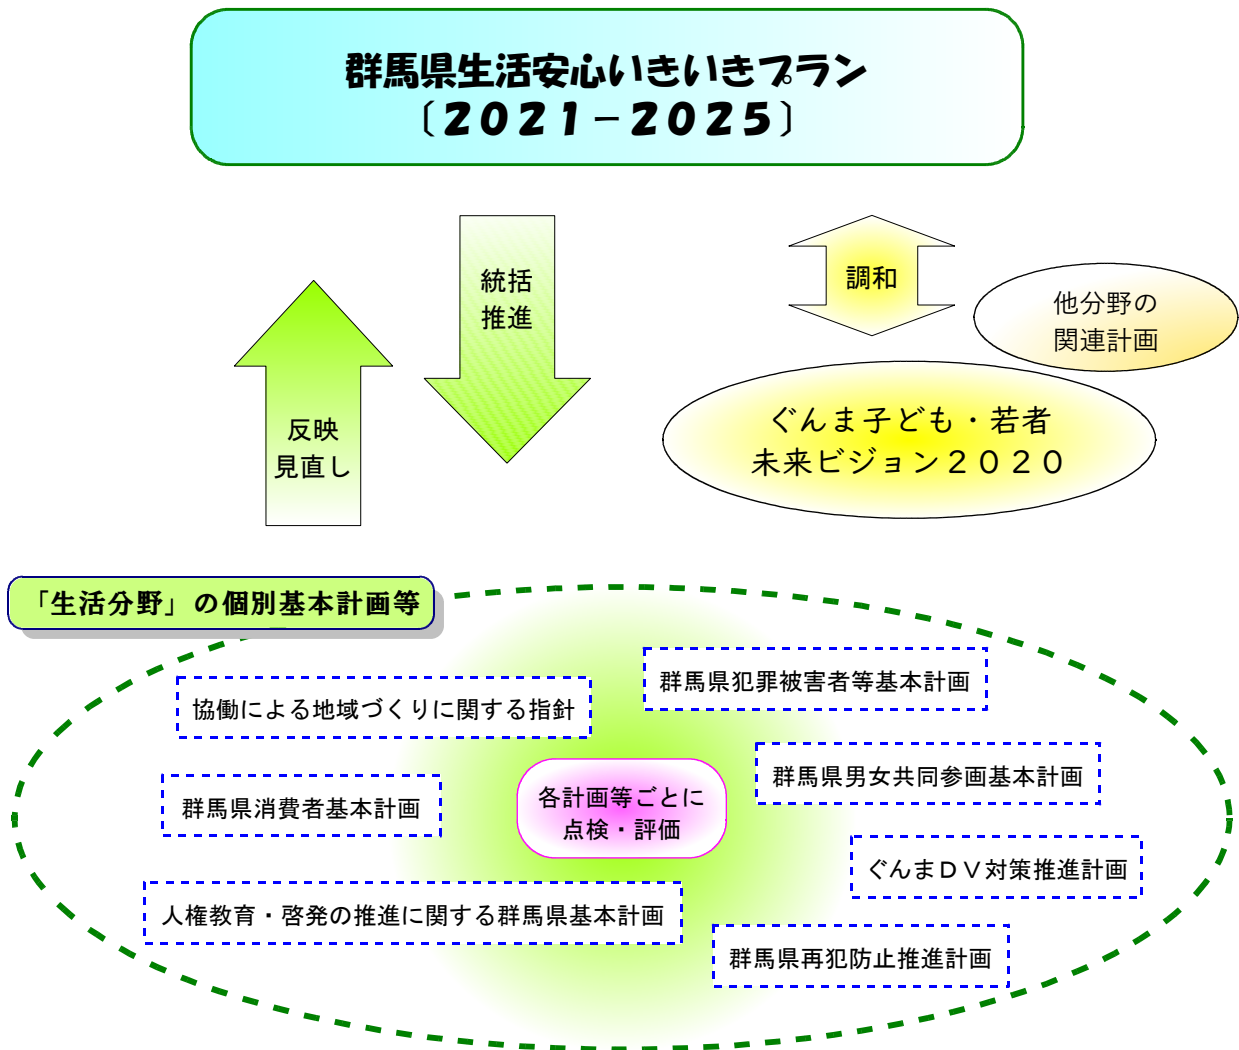 群馬県生活安心いきいきプラン
〔２０２１－２０２５〕
統括
推進
調和
他分野の
関連計画
反映
見直し
ぐんま子ども・若者
未来ビジョン２０２０
「生活分野」の個別基本計画等
群馬県犯罪被害者等基本計画
協働による地域づくりに関する指針
群馬県男女共同参画基本計画
群馬県消費者基本計画
各計画等ごとに
点検・評価
ぐんまＤＶ対策推進計画
人権教育・啓発の推進に関する群馬県基本計画
群馬県再犯防止推進計画